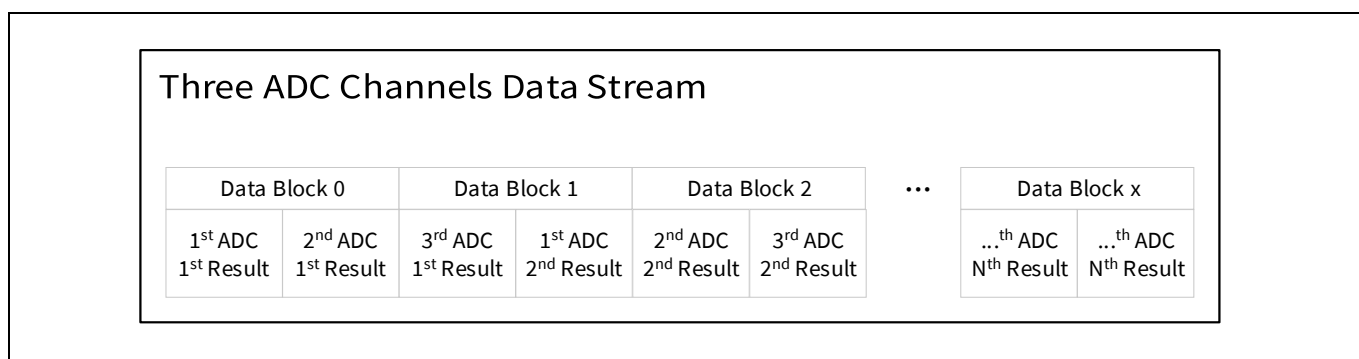 Three ADC Channels Data Stream
Data Block 0 Data Block 1 Data Block 2 ... Data Block x
1st ADC 2nd ADC 3rd ADC 1st ADC 2nd ADC 3rd ADC ...th ADC ...th ADC
1st Result 1st Result 1st Result 2nd Result 2nd Result 2nd Result Nth Result Nth Result